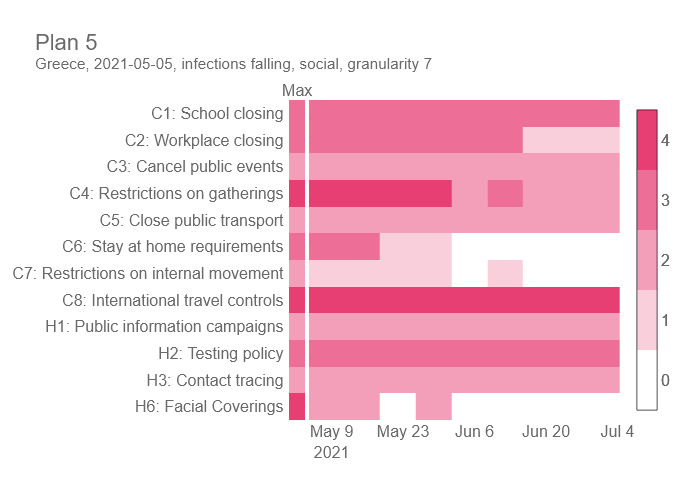 Plan 5
Greece, 2021-05-05, infections falling, social, granularity 7
Max
C1: School closing
C2: Workplace closing
C3: Cancel public events
C4: Restrictions on gatherings
C5: Close public transport
C6: Stay at home requirements
C7: Restrictions on internal movement
C8: International travel controls
H1: Public information campaigns
H2: Testing policy
H3: Contact tracing
H6: Facial Coverings
4
3
2
1
0
May 9 May 23 Jun 6 Jun 20 Jul 4
2021